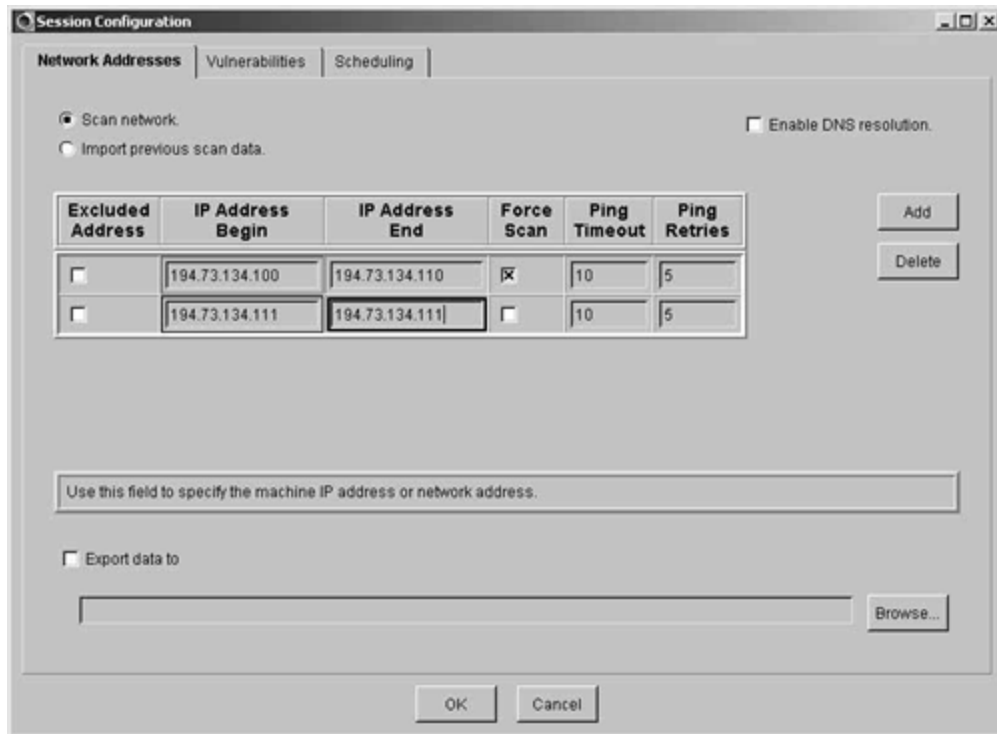 Session Configuration
Network Addresses Vulnerabilities Scheduling
Scan network.
Enable DNS resolution.
Import previous scan data.
Excluded Address IP Address Begin IP Address End Force Scan Ping Timeout Ping Retries
Add
194.73.134.100 194.73.134.110 10 5
Delete
194.73.134.111 194.73.134.111 10 5
Use this field to specify the machine IP address or network address.
Export data to
Browse...
OK Cancel